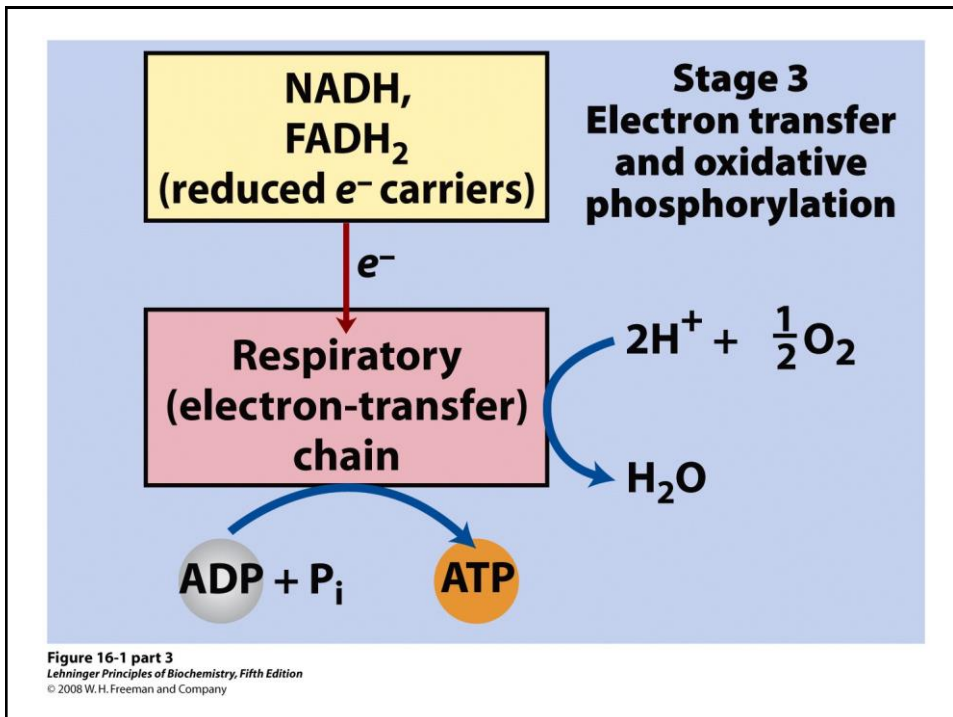 NADH,
FADH₂
(reduced e⁻ carriers)
Stage 3
Electron transfer
and oxidative
phosphorylation
e⁻
Respiratory
(electron-transfer)
chain
2H⁺ + ½O₂
H₂O
ADP + Pᵢ
ATP
Figure 16-1 part 3
Lehninger Principles of Biochemistry, Fifth Edition
© 2008 W. H. Freeman and Company